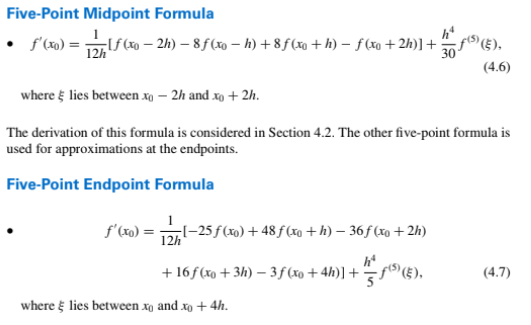 Five-Point Midpoint Formula
• f′(x₀) = 1/12h [f(x₀ − 2h) − 8f(x₀ − h) + 8f(x₀ + h) − f(x₀ + 2h)] + h⁴/30 f⁽⁵⁾(ξ),
(4.6)
where ξ lies between x₀ − 2h and x₀ + 2h.
The derivation of this formula is considered in Section 4.2. The other five-point formula is
used for approximations at the endpoints.
Five-Point Endpoint Formula
• f′(x₀) = 1/12h [−25f(x₀) + 48f(x₀ + h) − 36f(x₀ + 2h)
+ 16f(x₀ + 3h) − 3f(x₀ + 4h)] + h⁴/5 f⁽⁵⁾(ξ), (4.7)
where ξ lies between x₀ and x₀ + 4h.